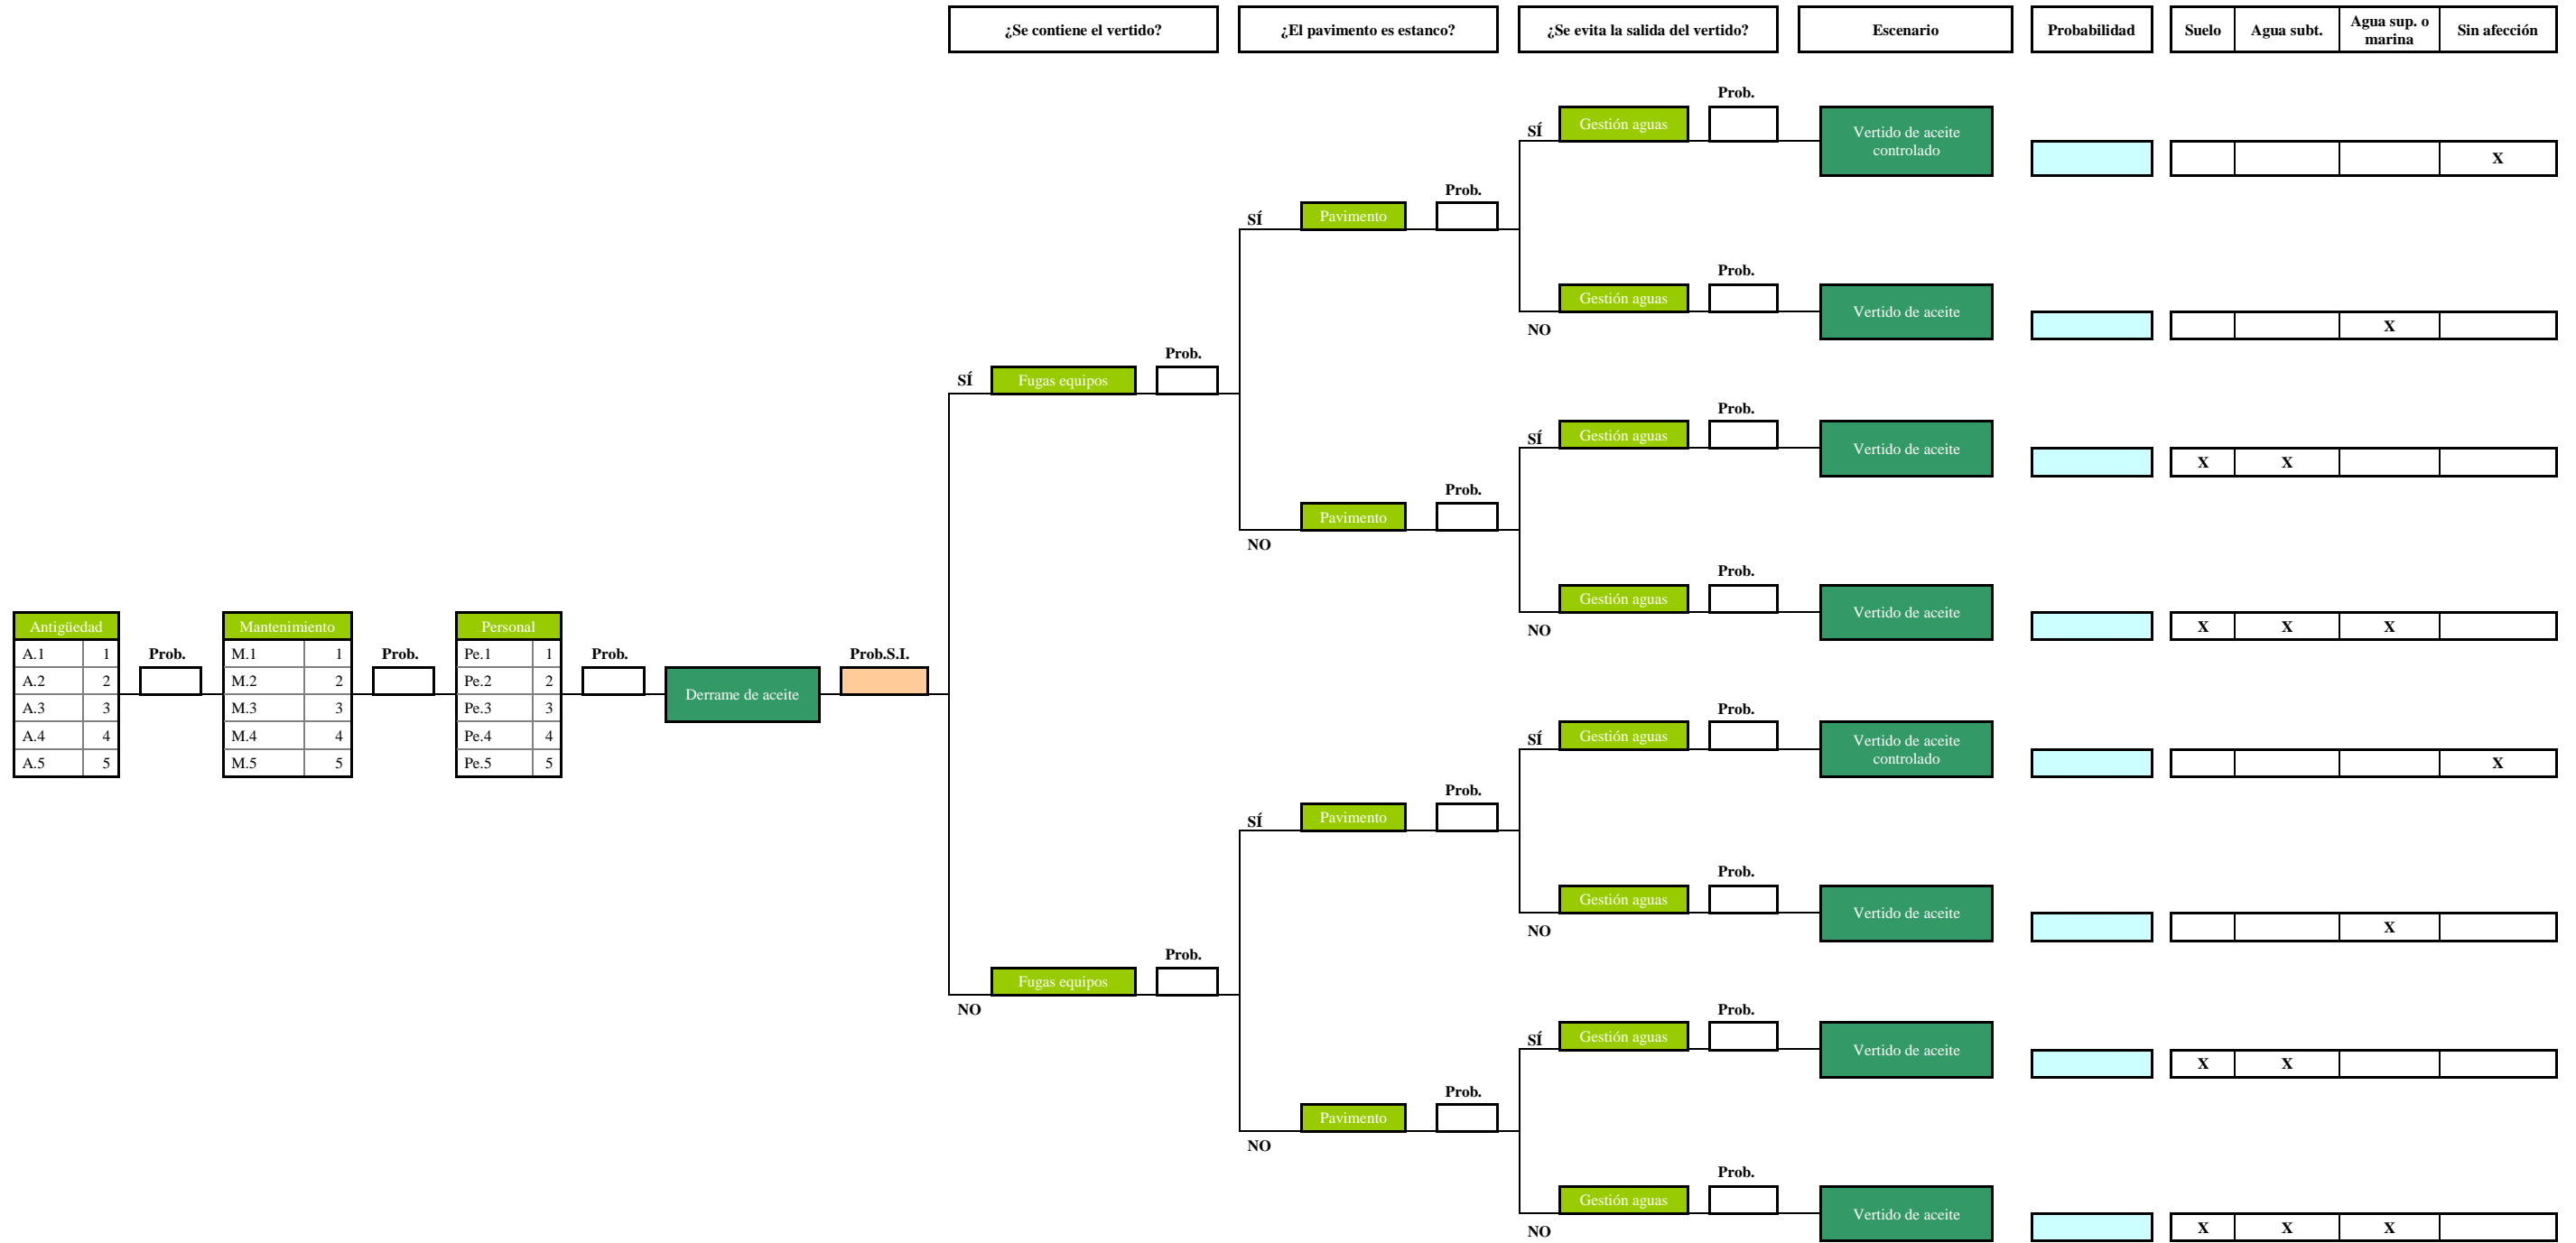 ¿Se contiene el vertido?
¿El pavimento es estanco?
¿Se evita la salida del vertido?
Escenario
Probabilidad
Suelo
Agua subt.
Agua sup. o
marina
Sin afección
Prob.
SÍ
Gestión aguas
Vertido de aceite
controlado
X
Prob.
SÍ
Pavimento
Prob.
Gestión aguas
Vertido de aceite
NO
X
Prob.
SÍ
Fugas equipos
Prob.
SÍ
Gestión aguas
Vertido de aceite
X
X
Prob.
Pavimento
NO
Prob.
Gestión aguas
Vertido de aceite
NO
X
X
X
Antigüedad
A.1 1
A.2 2
A.3 3
A.4 4
A.5 5
Prob.
Mantenimiento
M.1 1
M.2 2
M.3 3
M.4 4
M.5 5
Prob.
Personal
Pe.1 1
Pe.2 2
Pe.3 3
Pe.4 4
Pe.5 5
Prob.
Derrame de aceite
Prob.S.I.
Prob.
SÍ
Gestión aguas
Vertido de aceite
controlado
X
Prob.
SÍ
Pavimento
Prob.
Gestión aguas
Vertido de aceite
NO
X
Prob.
Fugas equipos
NO
Prob.
SÍ
Gestión aguas
Vertido de aceite
X
X
Prob.
Pavimento
NO
Prob.
Gestión aguas
Vertido de aceite
NO
X
X
X